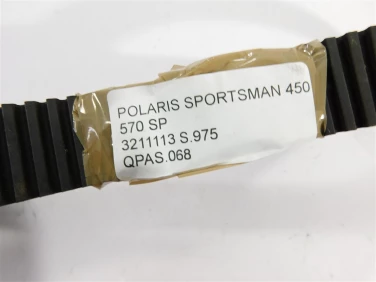 POLARIS SPORTSMAN 450
570 SP
3211113 S.975
QPAS.068